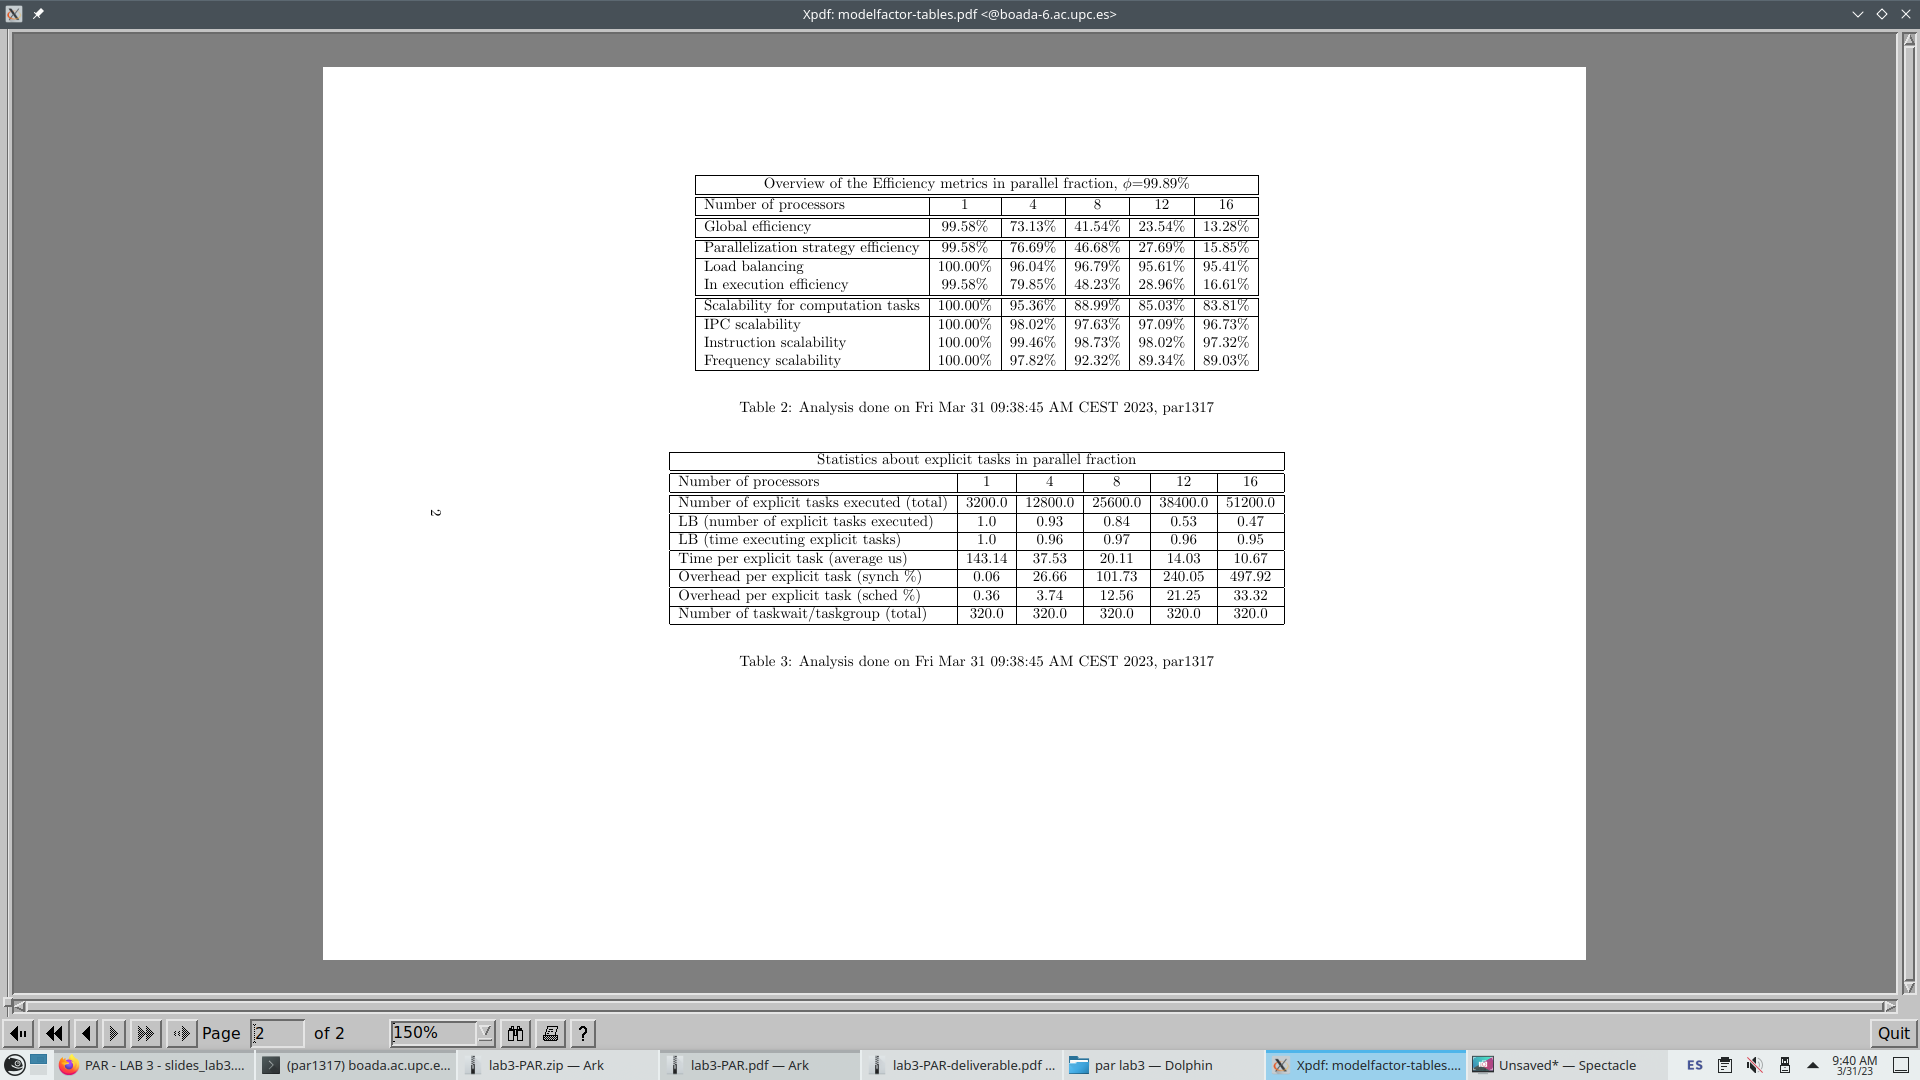 Xpdf: modelfactor-tables.pdf <@boada-6.ac.upc.es>
Overview of the Efficiency metrics in parallel fraction, ϕ=99.89%
Number of processors 1 4 8 12 16
Global efficiency 99.58% 73.13% 41.54% 23.54% 13.28%
Parallelization strategy efficiency 99.58% 76.69% 46.68% 27.69% 15.85%
Load balancing 100.00% 96.04% 96.79% 95.61% 95.41%
In execution efficiency 99.58% 79.85% 48.23% 28.96% 16.61%
Scalability for computation tasks 100.00% 95.36% 88.99% 85.03% 83.81%
IPC scalability 100.00% 98.02% 97.63% 97.09% 96.73%
Instruction scalability 100.00% 99.46% 98.73% 98.02% 97.32%
Frequency scalability 100.00% 97.82% 92.32% 89.34% 89.03%
Table 2: Analysis done on Fri Mar 31 09:38:45 AM CEST 2023, par1317
Statistics about explicit tasks in parallel fraction
Number of processors 1 4 8 12 16
Number of explicit tasks executed (total) 3200.0 12800.0 25600.0 38400.0 51200.0
LB (number of explicit tasks executed) 1.0 0.93 0.84 0.53 0.47
LB (time executing explicit tasks) 1.0 0.96 0.97 0.96 0.95
Time per explicit task (average us) 143.14 37.53 20.11 14.03 10.67
Overhead per explicit task (synch %) 0.06 26.66 101.73 240.05 497.92
Overhead per explicit task (sched %) 0.36 3.74 12.56 21.25 33.32
Number of taskwait/taskgroup (total) 320.0 320.0 320.0 320.0 320.0
Table 3: Analysis done on Fri Mar 31 09:38:45 AM CEST 2023, par1317
2
Page 2 of 2 150% ? Quit
PAR - LAB 3 - slides_lab3.... (par1317) boada.ac.upc.e... lab3-PAR.zip — Ark lab3-PAR.pdf — Ark lab3-PAR-deliverable.pdf ... par lab3 — Dolphin Xpdf: modelfactor-tables.... Unsaved* — Spectacle ES 9:40 AM
3/31/23